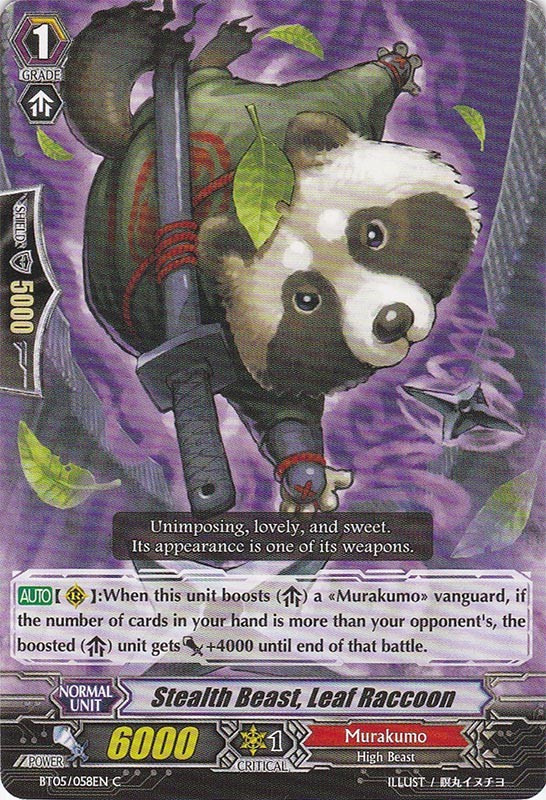 1
GRADE
SHIELD
5000
Unimposing, lovely, and sweet.
Its appearance is one of its weapons.
AUTO【R】:When this unit boosts () a «Murakumo» vanguard, if
the number of cards in your hand is more than your opponent's, the
boosted () unit gets +4000 until end of that battle.
NORMAL
UNIT
Stealth Beast, Leaf Raccoon
POWER
6000
1
CRITICAL
Murakumo
High Beast
BT05/058EN C
ILLUST / 眠丸イヌチヨ